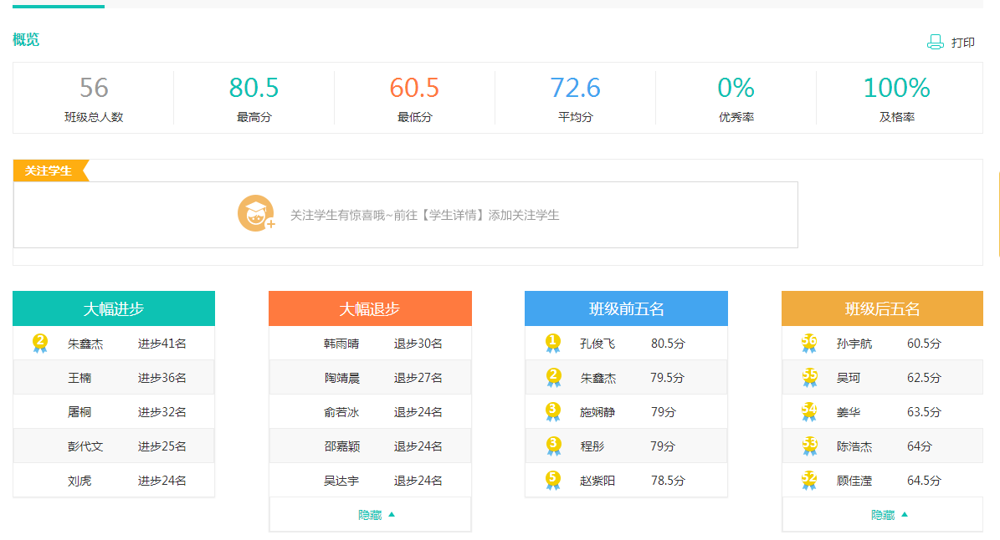 概览
打印
56 80.5 60.5 72.6 0% 100%
班级总人数 最高分 最低分 平均分 优秀率 及格率
关注学生
关注学生有惊喜哦~前往【学生详情】添加关注学生
大幅进步 大幅退步 班级前五名 班级后五名
2 朱鑫杰 进步41名 韩雨晴 退步30名 1 孔俊飞 80.5分 56 孙宇航 60.5分
王楠 进步36名 陶靖晨 退步27名 2 朱鑫杰 79.5分 55 吴珂 62.5分
屠桐 进步32名 俞若冰 退步24名 3 施娴静 79分 54 姜华 63.5分
彭代文 进步25名 邵嘉颖 退步24名 3 程彤 79分 53 陈浩杰 64分
刘虎 进步24名 吴达宇 退步24名 5 赵紫阳 78.5分 52 顾佳滢 64.5分
隐藏 隐藏